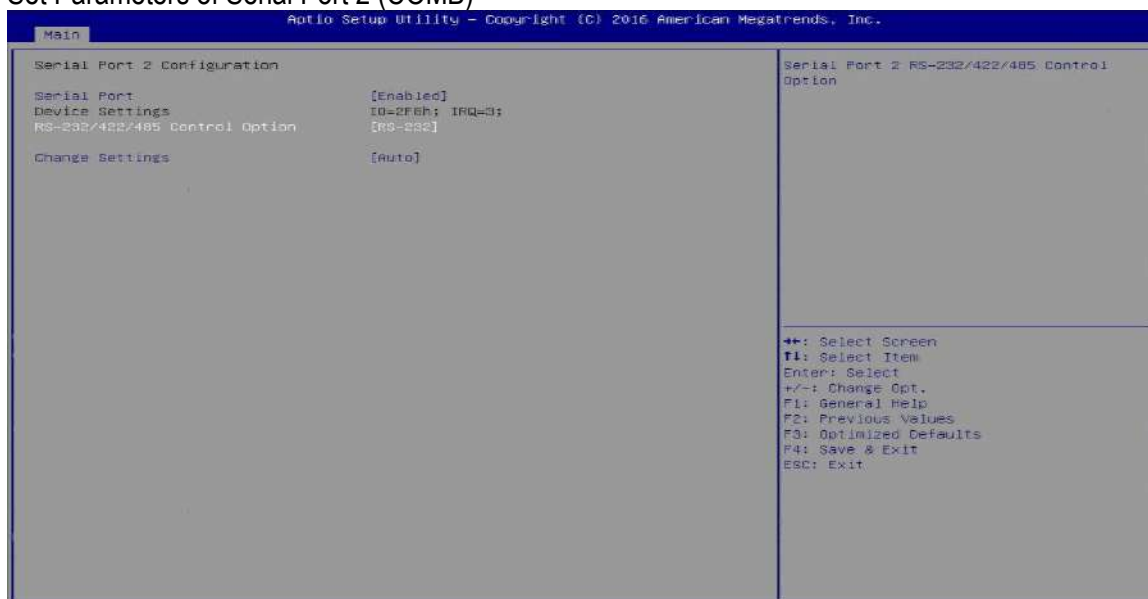 Set Parameters of Serial Port 2 (COMB)
Aptio Setup Utility – Copyright (C) 2016 American Megatrends, Inc.
Main
Serial Port 2 Configuration
Serial Port [Enabled]
Device Settings IO=2F8h; IRQ=3;
RS-232/422/485 Control Option [RS-232]
Change Settings [Auto]
Serial Port 2 RS-232/422/485 Control
Option
→←: Select Screen
↑↓: Select Item
Enter: Select
+/-: Change Opt.
F1: General Help
F2: Previous Values
F3: Optimized Defaults
F4: Save & Exit
ESC: Exit